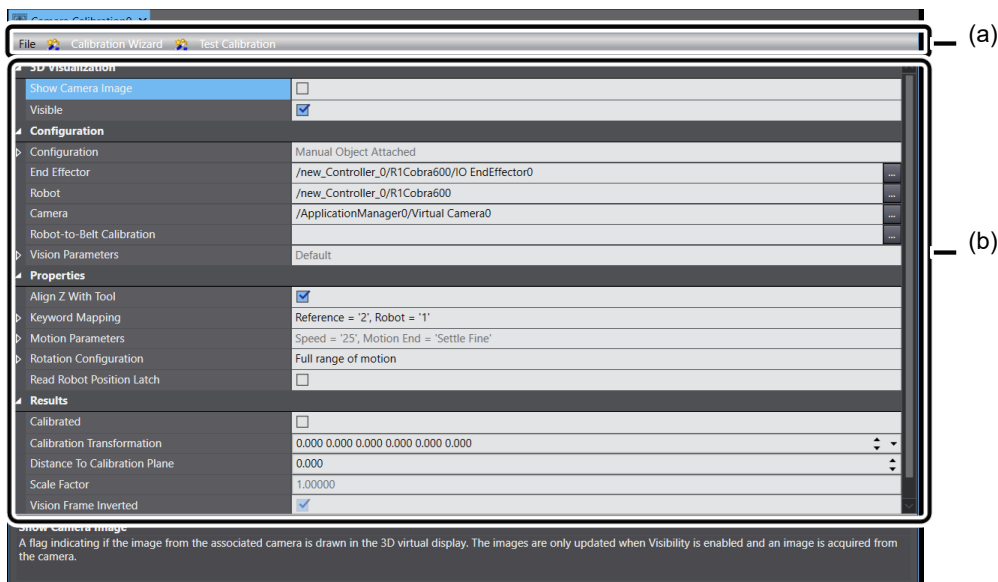 Camera Calibration0
File Calibration Wizard Test Calibration
(a)
3D Visualization
Show Camera Image
Visible
Configuration
Configuration Manual Object Attached
End Effector /new_Controller_0/R1Cobra600/IO EndEffector0 ...
Robot /new_Controller_0/R1Cobra600 ...
Camera /ApplicationManager0/Virtual Camera0 ...
Robot-to-Belt Calibration ...
(b)
Vision Parameters Default
Properties
Align Z With Tool
Keyword Mapping Reference = '2', Robot = '1'
Motion Parameters Speed = '25', Motion End = 'Settle Fine'
Rotation Configuration Full range of motion
Read Robot Position Latch
Results
Calibrated
Calibration Transformation 0.000 0.000 0.000 0.000 0.000 0.000
Distance To Calibration Plane 0.000
Scale Factor 1.00000
Vision Frame Inverted
Show Camera Image
A flag indicating if the image from the associated camera is drawn in the 3D virtual display. The images are only updated when Visibility is enabled and an image is acquired from
the camera.